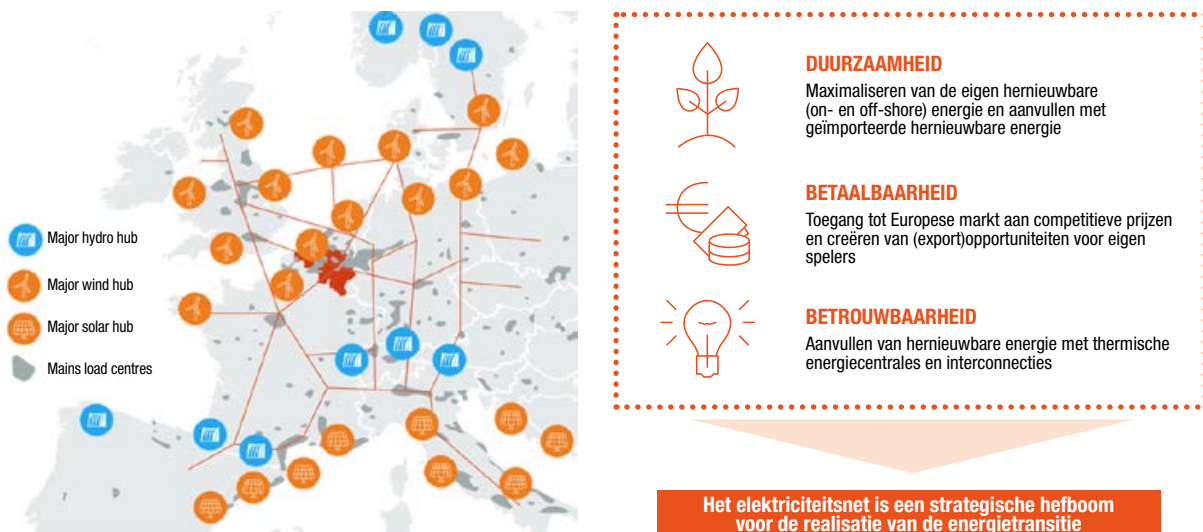 Major hydro hub
Major wind hub
Major solar hub
Mains load centres
DUURZAAMHEID
Maximaliseren van de eigen hernieuwbare
(on- en off-shore) energie en aanvullen met
geïmporteerde hernieuwbare energie
BETAALBAARHEID
Toegang tot Europese markt aan competitieve prijzen
en creëren van (export)opportuniteiten voor eigen
spelers
BETROUWBAARHEID
Aanvullen van hernieuwbare energie met thermische
energiecentrales en interconnecties
Het elektriciteitsnet is een strategische hefboom
voor de realisatie van de energietransitie